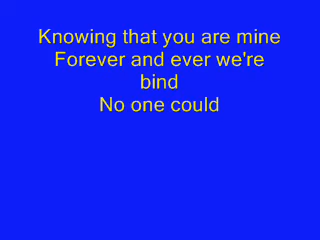 Knowing that you are mine
Forever and ever we're
bind
No one could